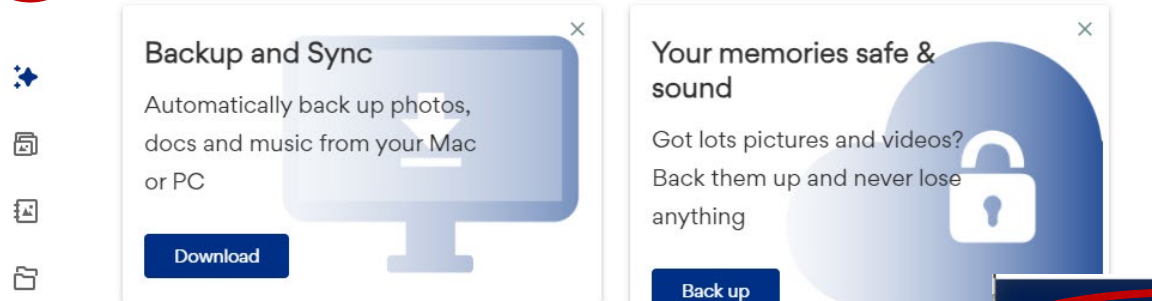 Backup and Sync
Automatically back up photos,
docs and music from your Mac
or PC
Download
Your memories safe &
sound
Got lots pictures and videos?
Back them up and never lose
anything
Back up